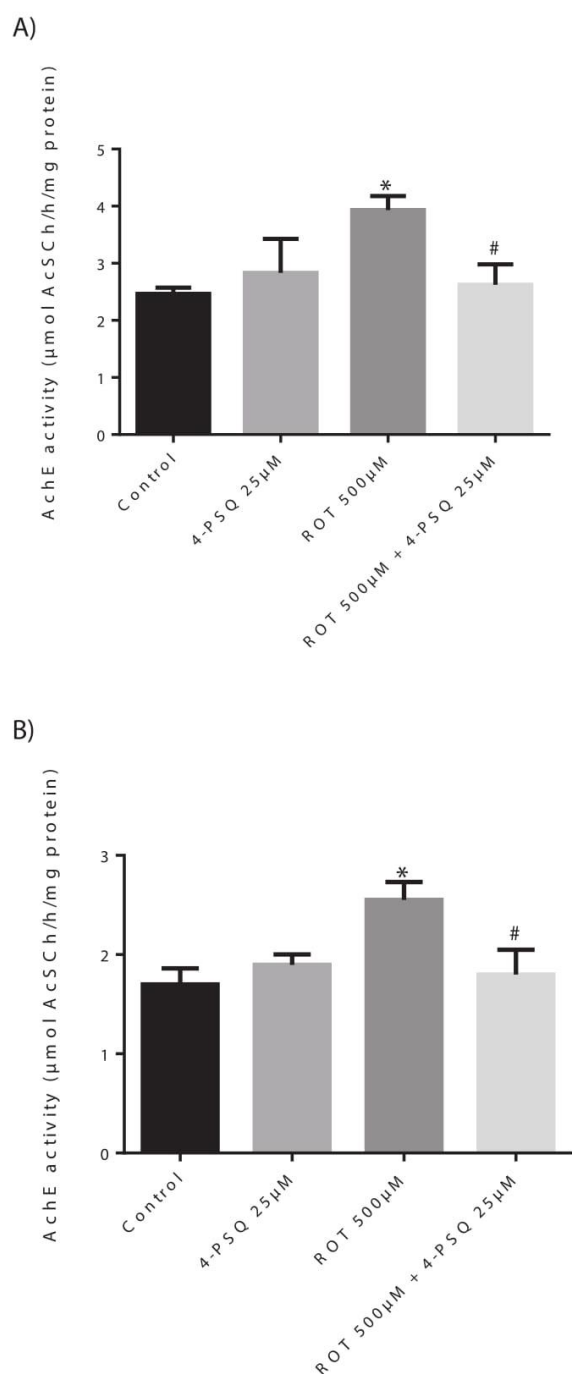 A)
AchE activity (µmol AcSCh/h/mg protein)
5
4
3
2
1
0
*
#
Control
4-PSQ 25µM
ROT 500µM
ROT 500µM + 4-PSQ 25µM
B)
AchE activity (µmol AcSCh/h/mg protein)
3
2
1
0
*
#
Control
4-PSQ 25µM
ROT 500µM
ROT 500µM + 4-PSQ 25µM